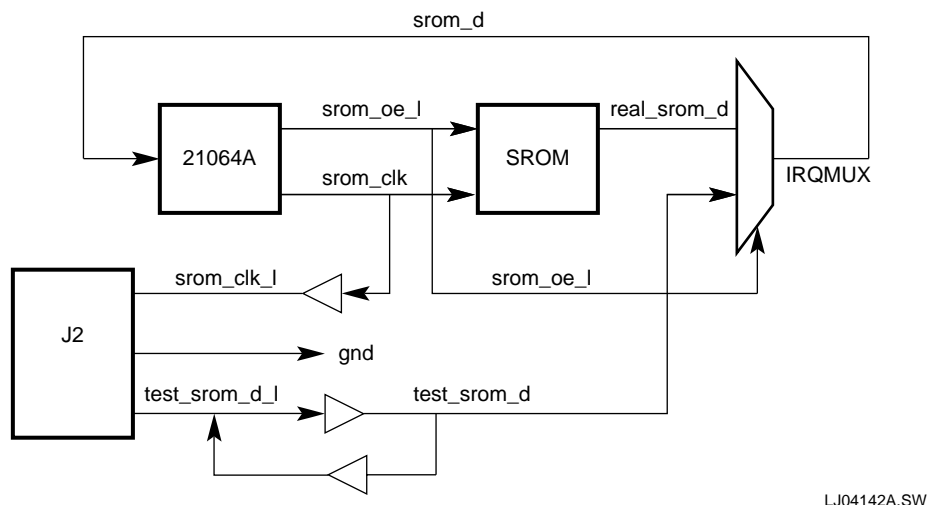 srom_d
srom_oe_l
real_srom_d
21064A
SROM
srom_clk
IRQMUX
srom_clk_l
srom_oe_l
J2
gnd
test_srom_d_l
test_srom_d
LJ04142A.SW